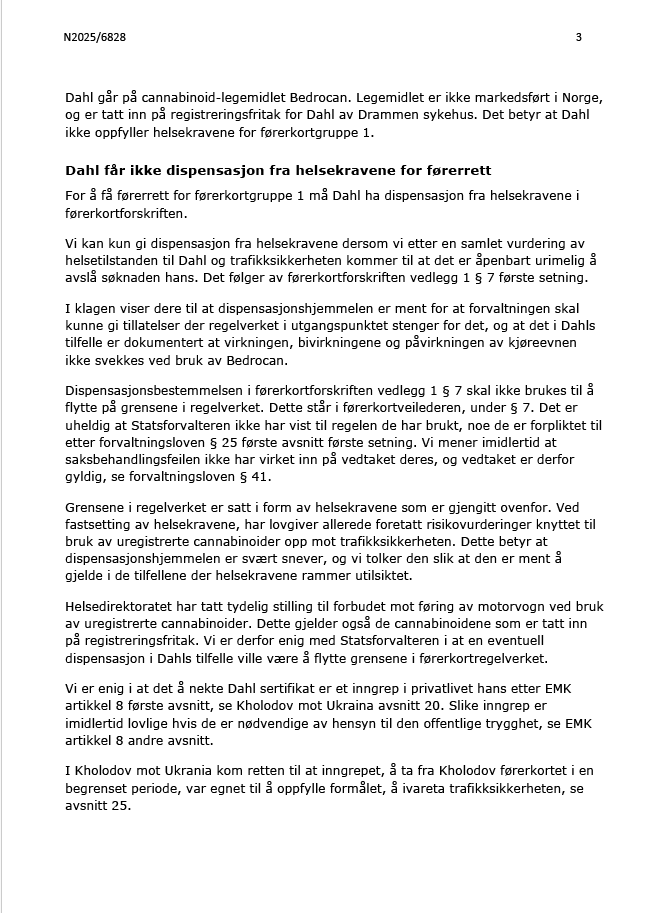 N2025/6828 3
Dahl går på cannabinoid-legemidlet Bedrocan. Legemidlet er ikke markedsført i Norge,
og er tatt inn på registreringsfritak for Dahl av Drammen sykehus. Det betyr at Dahl
ikke oppfyller helsekravene for førerkortgruppe 1.
Dahl får ikke dispensasjon fra helsekravene for førerrett
For å få førerrett for førerkortgruppe 1 må Dahl ha dispensasjon fra helsekravene i
førerkortforskriften.
Vi kan kun gi dispensasjon fra helsekravene dersom vi etter en samlet vurdering av
helsetilstanden til Dahl og trafikksikkerheten kommer til at det er åpenbart urimelig å
avslå søknaden hans. Det følger av førerkortforskriften vedlegg 1 § 7 første setning.
I klagen viser dere til at dispensasjonshjemmelen er ment for at forvaltningen skal
kunne gi tillatelser der regelverket i utgangspunktet stenger for det, og at det i Dahls
tilfelle er dokumentert at virkningen, bivirkningene og påvirkningen av kjøreevnen
ikke svekkes ved bruk av Bedrocan.
Dispensasjonsbestemmelsen i førerkortforskriften vedlegg 1 § 7 skal ikke brukes til å
flytte på grensene i regelverket. Dette står i førerkortveilederen, under § 7. Det er
uheldig at Statsforvalteren ikke har vist til regelen de har brukt, noe de er forpliktet til
etter forvaltningsloven § 25 første avsnitt første setning. Vi mener imidlertid at
saksbehandlingsfeilen ikke har virket inn på vedtaket deres, og vedtaket er derfor
gyldig, se forvaltningsloven § 41.
Grensene i regelverket er satt i form av helsekravene som er gjengitt ovenfor. Ved
fastsetting av helsekravene, har lovgiver allerede foretatt risikovurderinger knyttet til
bruk av uregistrerte cannabinoider opp mot trafikksikkerheten. Dette betyr at
dispensasjonshjemmelen er svært snever, og vi tolker den slik at den er ment å
gjelde i de tilfellene der helsekravene rammer utilsiktet.
Helsedirektoratet har tatt tydelig stilling til forbudet mot føring av motorvogn ved bruk
av uregistrerte cannabinoider. Dette gjelder også de cannabinoidene som er tatt inn
på registreringsfritak. Vi er derfor enig med Statsforvalteren i at en eventuell
dispensasjon i Dahls tilfelle ville være å flytte grensene i førerkortregelverket.
Vi er enig i at det å nekte Dahl sertifikat er et inngrep i privatlivet hans etter EMK
artikkel 8 første avsnitt, se Kholodov mot Ukraina avsnitt 20. Slike inngrep er
imidlertid lovlige hvis de er nødvendige av hensyn til den offentlige trygghet, se EMK
artikkel 8 andre avsnitt.
I Kholodov mot Ukrania kom retten til at inngrepet, å ta fra Kholodov førerkortet i en
begrenset periode, var egnet til å oppfylle formålet, å ivareta trafikksikkerheten, se
avsnitt 25.